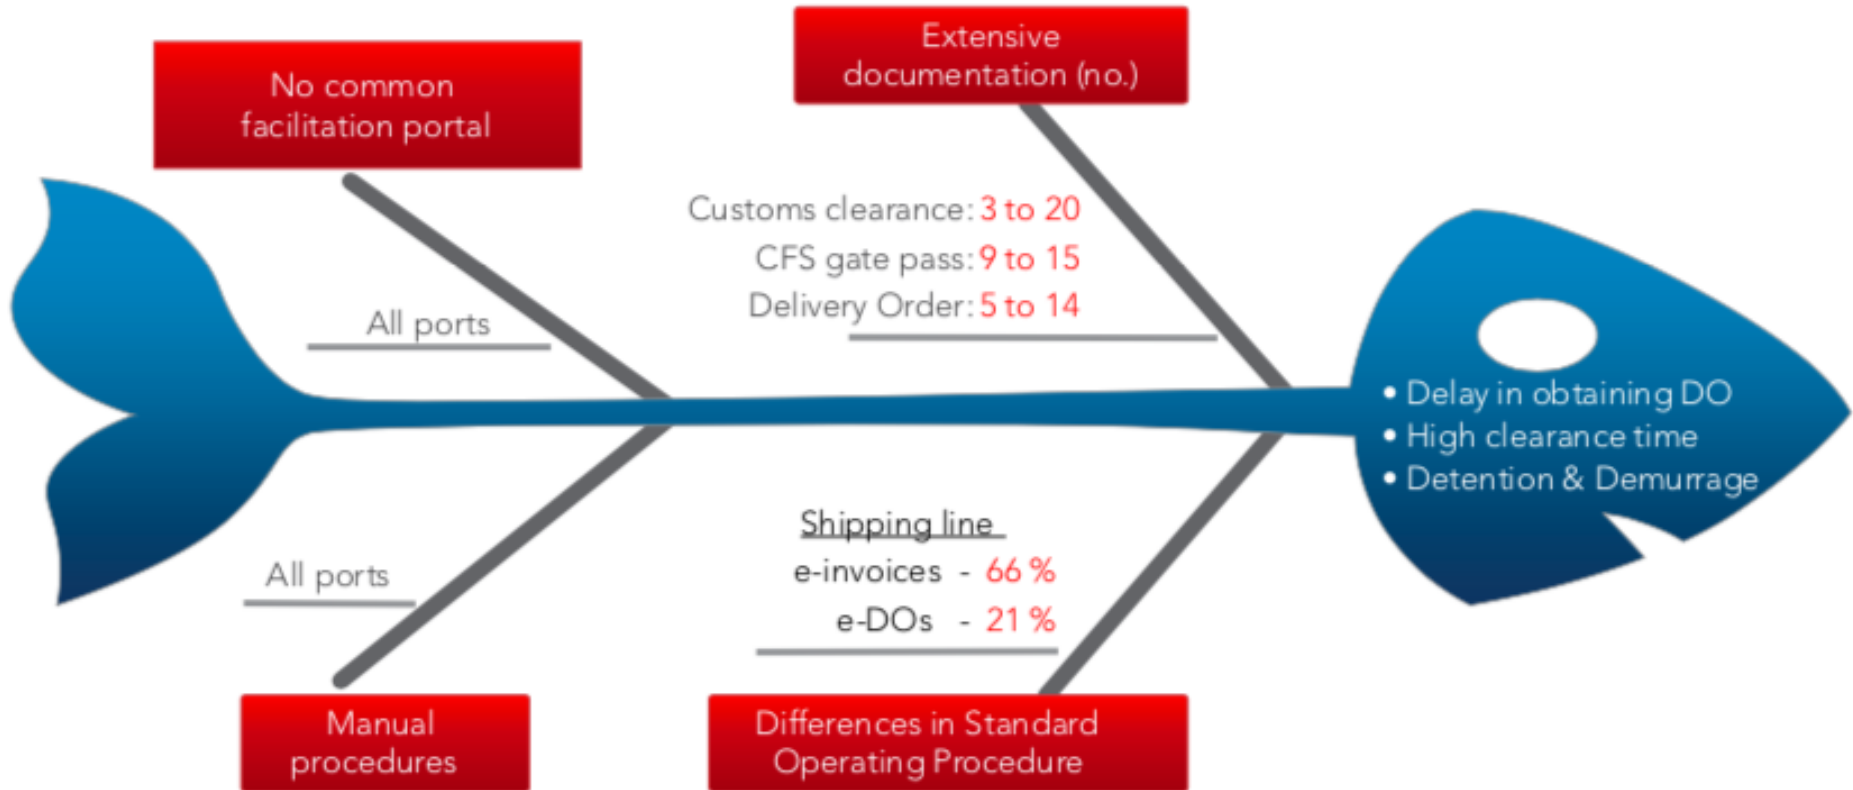 No common
facilitation portal
Extensive
documentation (no.)
Customs clearance: 3 to 20
CFS gate pass: 9 to 15
Delivery Order: 5 to 14
All ports
• Delay in obtaining DO
• High clearance time
• Detention & Demurrage
Shipping line
e-invoices - 66 %
e-DOs - 21 %
All ports
Manual
procedures
Differences in Standard
Operating Procedure